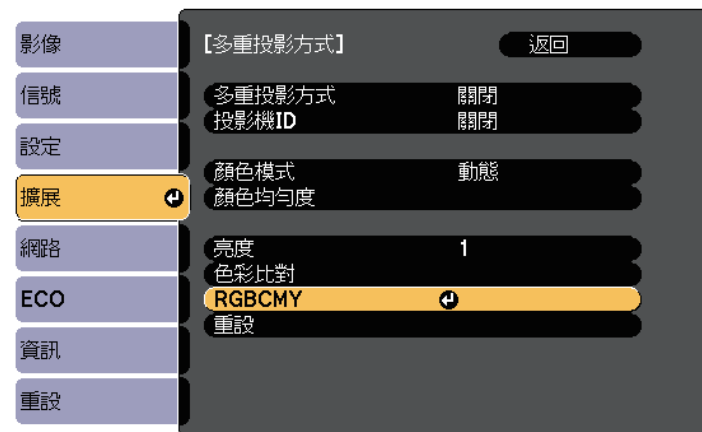 影像
信號
設定
擴展
網路
ECO
資訊
重設
[多重投影方式] 返回
多重投影方式 關閉
投影機ID 關閉
顏色模式 動態
顏色均勻度
亮度 1
色彩比對
RGBCMY
重設